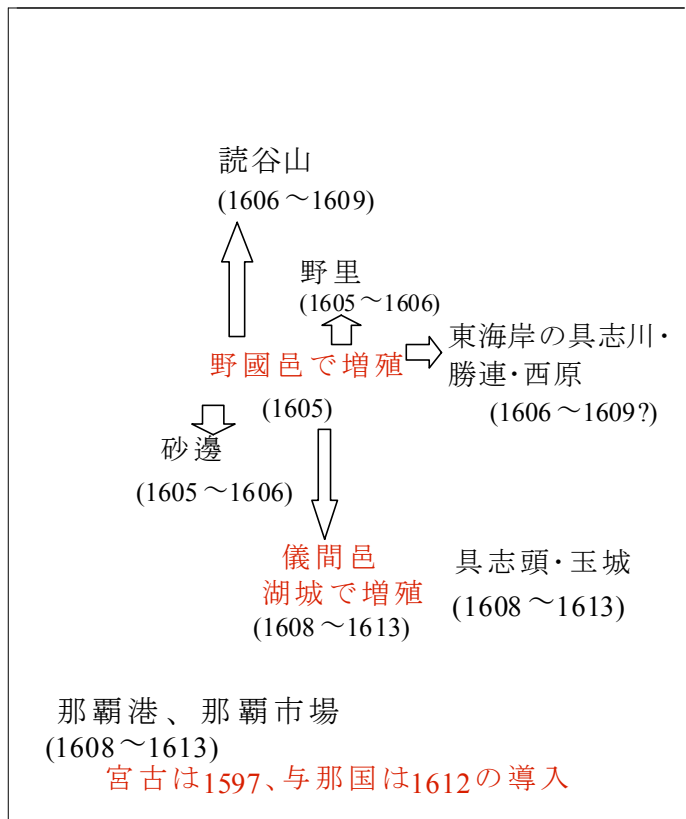 読谷山
(1606～1609)
野里
(1605～1606)
東海岸の具志川・
勝連・西原
(1606～1609?)
野國邑で増殖
(1605)
砂邊
(1605～1606)
儀間邑
湖城で増殖
(1608～1613)
具志頭・玉城
(1608～1613)
那覇港、那覇市場
(1608～1613)
宮古は1597、与那国は1612の導入